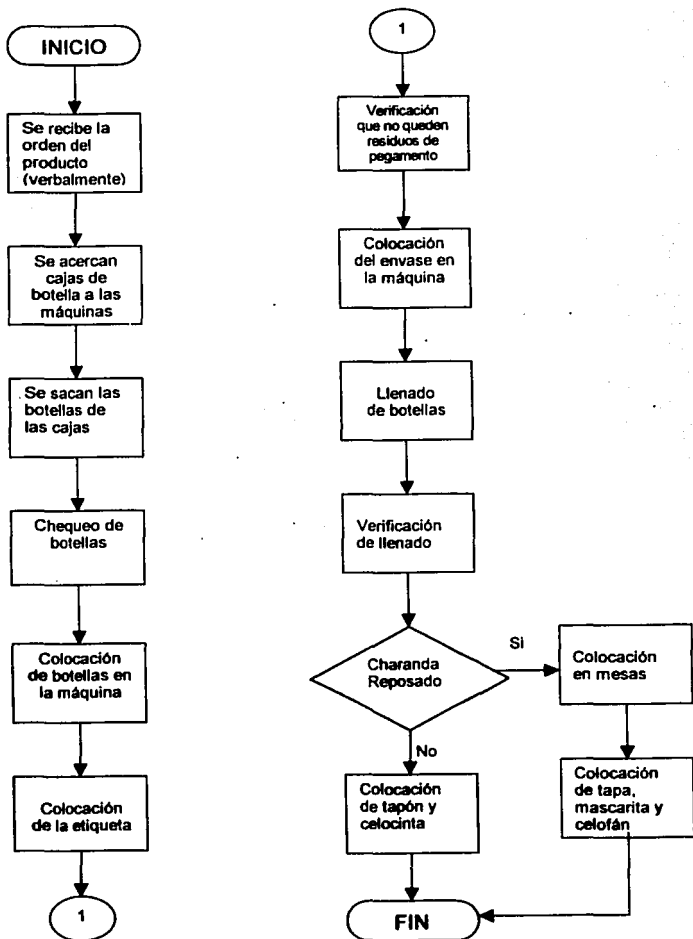 INICIO
Se recibe la
orden del
producto
(verbalmente)
Se acercan
cajas de
botella a las
máquinas
Se sacan las
botellas de
las cajas
Chequeo de
botellas
Colocación
de botellas en
la máquina
Colocación
de la etiqueta
1
1
Verificación
que no queden
residuos de
pegamento
Colocación
del envase en
la máquina
Llenado
de botellas
Verificación
de llenado
Charanda
Reposado
Si
Colocación
en mesas
Colocación
de tapa,
mascarita y
celofán
No
Colocación
de tapón y
celocinta
FIN